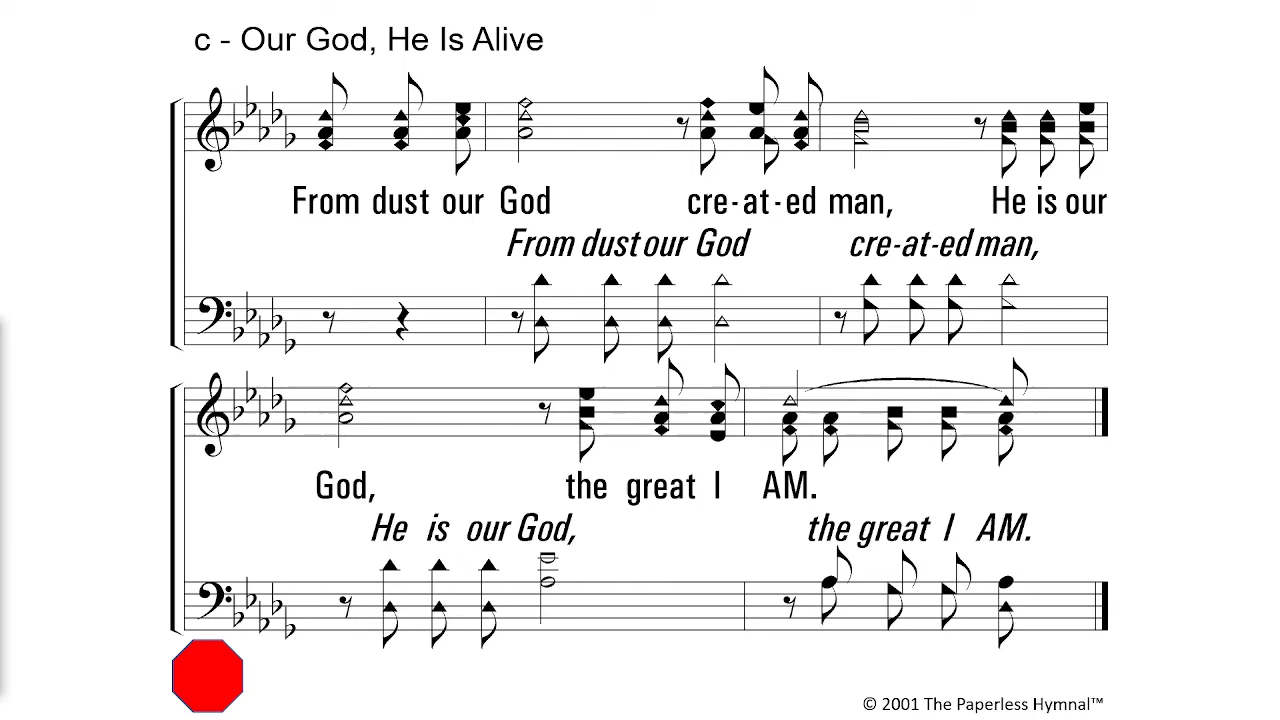 c - Our God, He Is Alive
From dust our God cre-at-ed man, He is our
From dust our God cre-at-ed man,
God, the great I AM.
He is our God, the great I AM.
© 2001 The Paperless Hymnal™